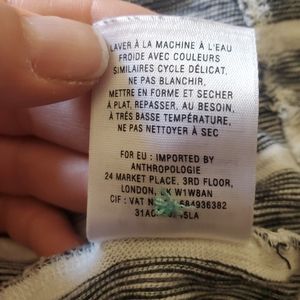 LAVER À LA MACHINE À L'EAU
FROIDE AVEC COULEURS
SIMILAIRES CYCLE DÉLICAT,
NE PAS BLANCHIR,
METTRE EN FORME ET SECHER
À PLAT, REPASSER, AU BESOIN,
À TRÈS BASSE TEMPÉRATURE,
NE PAS NETTOYER À SEC
FOR EU : IMPORTED BY
ANTHROPOLOGIE
24 MARKET PLACE, 3RD FLOOR,
LONDON, UK W1W8AN
CIF : VAT